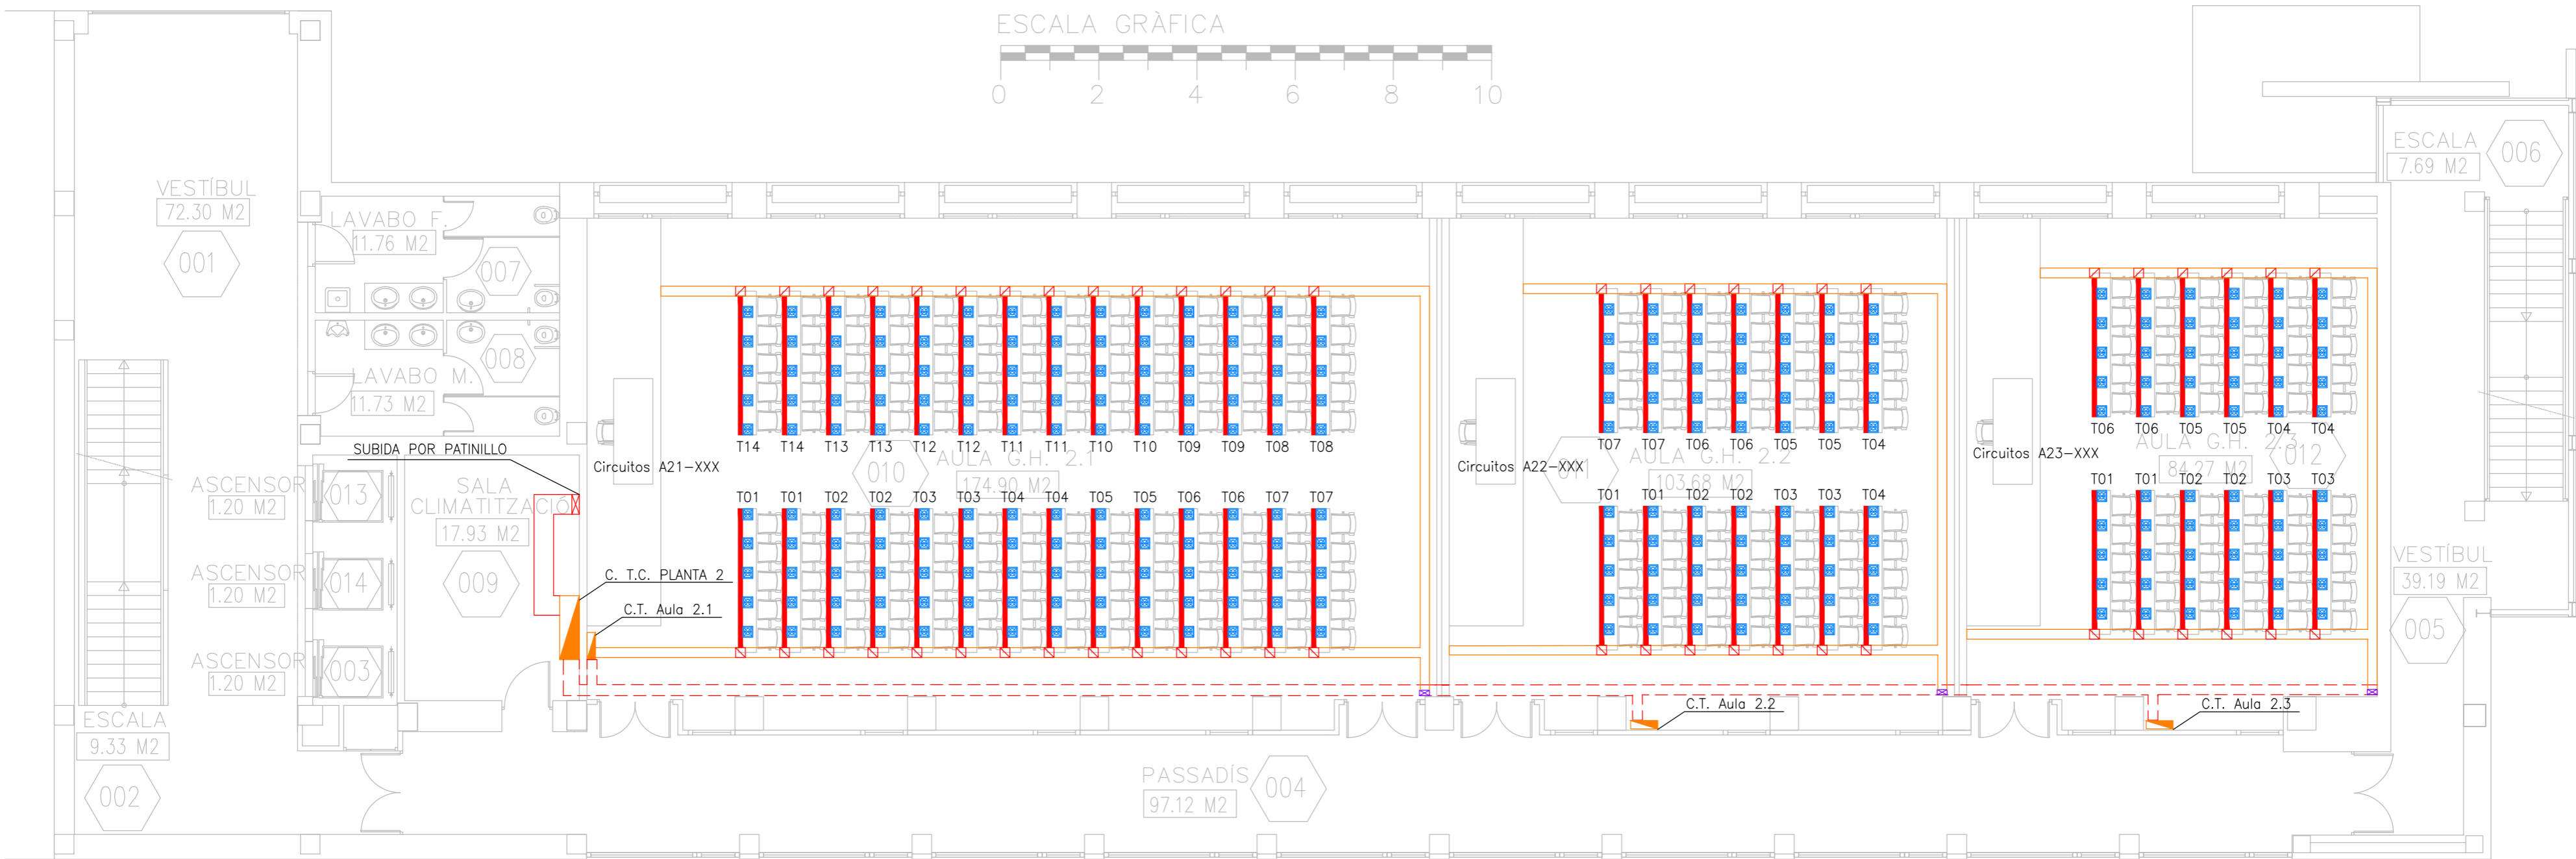 ESCALA GRÀFICA
0 2 4 6 8 10
ESCALA
7.69 M2
006
VESTÍBUL
72.30 M2
001
LAVABO F.
11.76 M2
007
008
LAVABO M.
11.73 M2
SUBIDA POR PATINILLO
ASCENSOR
1.20 M2
013
SALA
CLIMATITZACIÓ
17.93 M2
009
ASCENSOR
1.20 M2
014
ASCENSOR
1.20 M2
003
ESCALA
9.33 M2
002
C. T.C. PLANTA 2
C.T. Aula 2.1
T14 T14 T13 T13 T12 T12 T11 T11 T10 T10 T09 T09 T08 T08
Circuitos A21-XXX
010
AULA G.H. 2.1
174.90 M2
T01 T01 T02 T02 T03 T03 T04 T04 T05 T05 T06 T06 T07 T07
T07 T07 T06 T06 T05 T05 T04
Circuitos A22-XXX
011
AULA G.H. 2.2
103.68 M2
T01 T01 T02 T02 T03 T03 T04
T06 T06 T05 T05 T04 T04
Circuitos A23-XXX
AULA G.H. 2.3
84.27 M2
012
T01 T01 T02 T02 T03 T03
VESTÍBUL
39.19 M2
005
C.T. Aula 2.2
C.T. Aula 2.3
PASSADÍS
97.12 M2
004